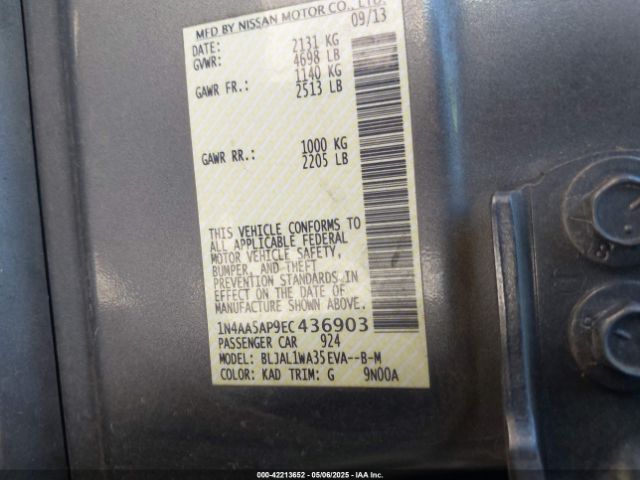 MFD BY NISSAN MOTOR CO., LTD.
DATE: 09/13
GVWR: 2131 KG
4698 LB
GAWR FR.: 1140 KG
2513 LB
GAWR RR.: 1000 KG
2205 LB
THIS VEHICLE CONFORMS TO
ALL APPLICABLE FEDERAL
MOTOR VEHICLE SAFETY,
BUMPER, AND THEFT
PREVENTION STANDARDS IN
EFFECT ON THE DATE OF
MANUFACTURE SHOWN ABOVE.
1N4AA5AP9EC436903
PASSENGER CAR 924
MODEL: BLJAL1WA35EVA--B-M
COLOR: KAD TRIM: G 9N00A
000-42213652 - 05/06/2025 - IAAI